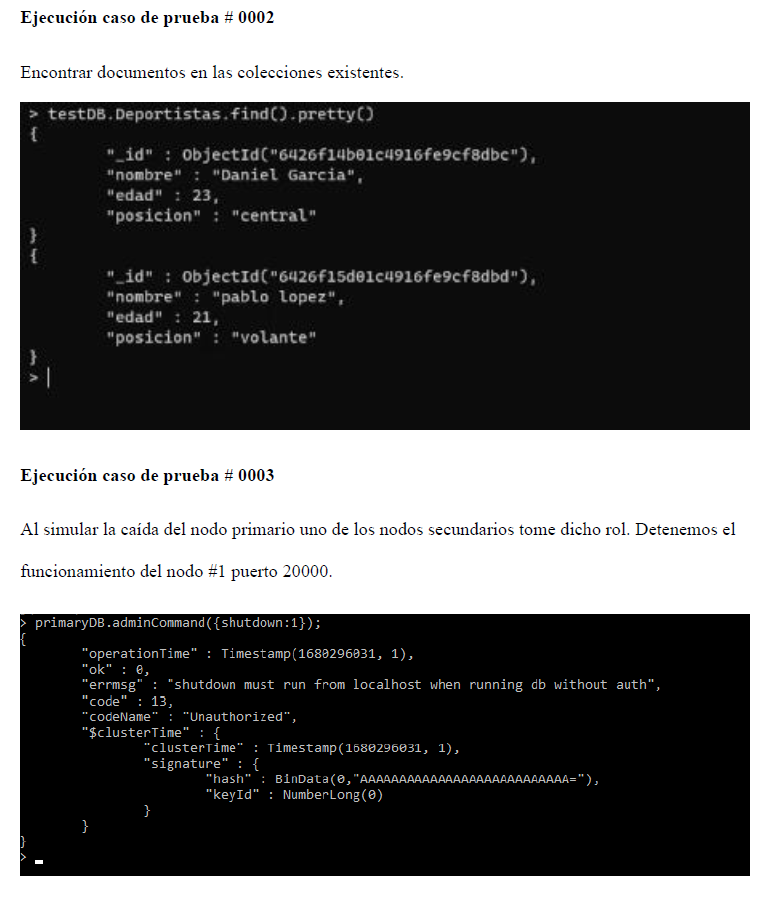 Ejecución caso de prueba # 0002
Encontrar documentos en las colecciones existentes.
> testDB.Deportistas.find().pretty()
{
"_id" : ObjectId("6426f14b01c4916fe9cf8dbc"),
"nombre" : "Daniel Garcia",
"edad" : 23,
"posicion" : "central"
}
{
"_id" : ObjectId("6426f15d01c4916fe9cf8dbd"),
"nombre" : "pablo lopez",
"edad" : 21,
"posicion" : "volante"
}
>
Ejecución caso de prueba # 0003
Al simular la caída del nodo primario uno de los nodos secundarios tome dicho rol. Detenemos el
funcionamiento del nodo #1 puerto 20000.
> primaryDB.adminCommand({shutdown:1});
{
"operationTime" : Timestamp(1680296031, 1),
"ok" : 0,
"errmsg" : "shutdown must run from localhost when running db without auth",
"code" : 13,
"codeName" : "Unauthorized",
"$clusterTime" : {
"clusterTime" : Timestamp(1680296031, 1),
"signature" : {
"hash" : BinData(0,"AAAAAAAAAAAAAAAAAAAAAAAAAAA="),
"keyId" : NumberLong(0)
}
}
}
>